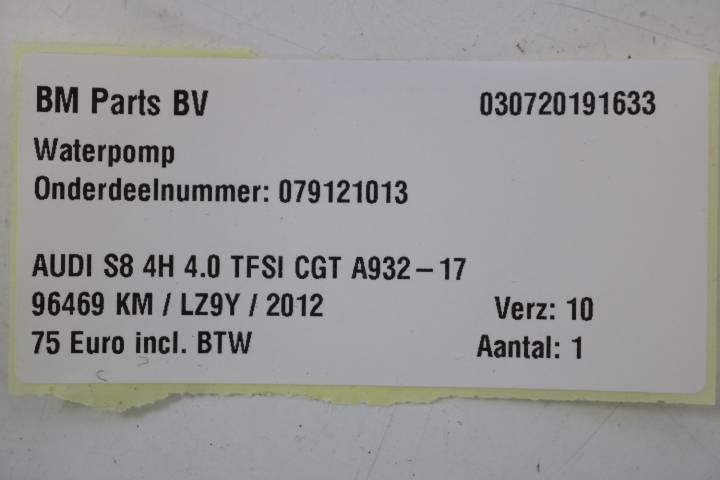 BM Parts BV 030720191633
Waterpomp
Onderdeelnummer: 079121013
AUDI S8 4H 4.0 TFSI CGT A932-17
96469 KM / LZ9Y / 2012 Verz: 10
75 Euro incl. BTW Aantal: 1